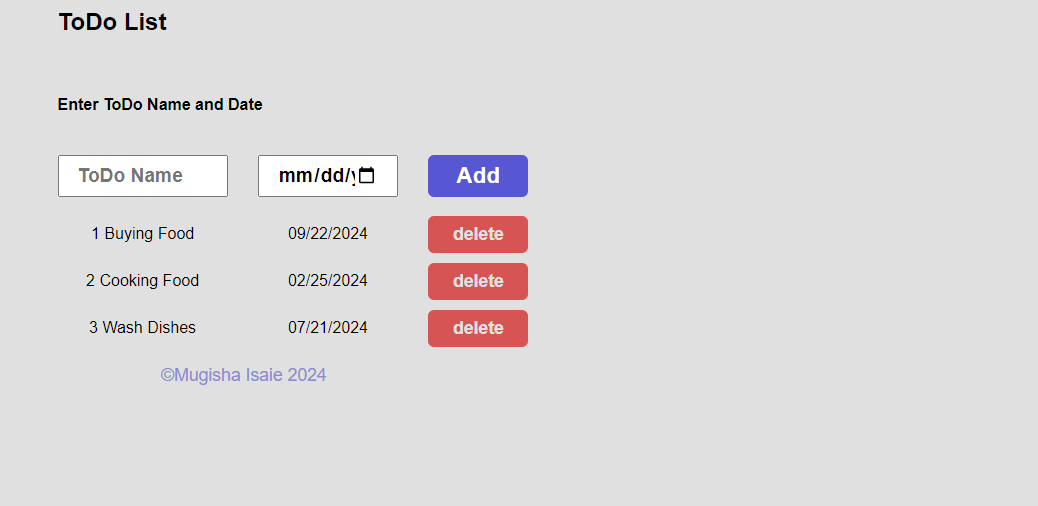 ToDo List
Enter ToDo Name and Date
ToDo Name mm/dd/y Add
1 Buying Food 09/22/2024 delete
2 Cooking Food 02/25/2024 delete
3 Wash Dishes 07/21/2024 delete
©Mugisha Isaie 2024